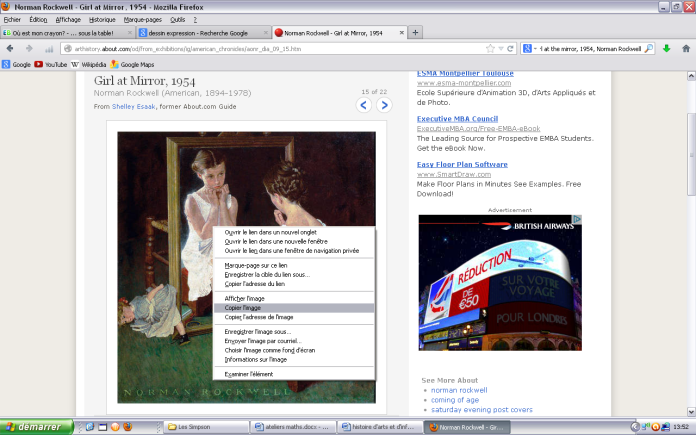 Norman Rockwell - Girl at Mirror, 1954 - Mozilla Firefox
Fichier Édition Affichage Historique Marque-pages Outils ?
Où est mon crayon? - ... sous la table!
dessin expression - Recherche Google
Norman Rockwell - Girl at Mirror, 1954
arthistory.about.com/od/from_exhibitions/ig/american_chronicles/anrr_dia_09_15.htm
at the mirror, 1954, Norman Rockwell
Google YouTube Wikipédia Google Maps
Girl at Mirror, 1954
Norman Rockwell (American, 1894-1978)
15 of 22
From Shelley Esaak, former About.com Guide
Ouvrir le lien dans un nouvel onglet
Ouvrir le lien dans une nouvelle fenêtre
Ouvrir le lien dans une fenêtre de navigation privée
Marque-page sur ce lien
Enregistrer la cible du lien sous...
Copier l'adresse du lien
Afficher l'image
Copier l'image
Copier l'adresse de l'image
Enregistrer l'image sous...
Envoyer l'image par courriel...
Choisir l'image comme fond d'écran
Informations sur l'image
Examiner l'élément
NORMAN ROCKWELL
ESMA Montpellier Toulouse
www.esma-montpellier.com
Ecole Supérieure d'Animation 3D, d'Arts Appliqués et
de Photo.
Executive MBA Council
ExecutiveMBA.org/Free-EMBA-eBook
The Leading Source for Prospective EMBA Students.
Get the eBook Now.
Easy Floor Plan Software
www.SmartDraw.com
Make Floor Plans in Minutes See Examples. Free
Download!
Advertisement
BRITISH AIRWAYS
RÉDUCTION
DE
€50
SUR VOTRE
VOYAGE
POUR LONDRES
See More About
norman rockwell
coming of age
saturday evening post covers
démarrer
Les Simpson
ateliers maths.docx - ...
histoire d'arts et d'inf...
Norman Rockwell - Gir...
13:52